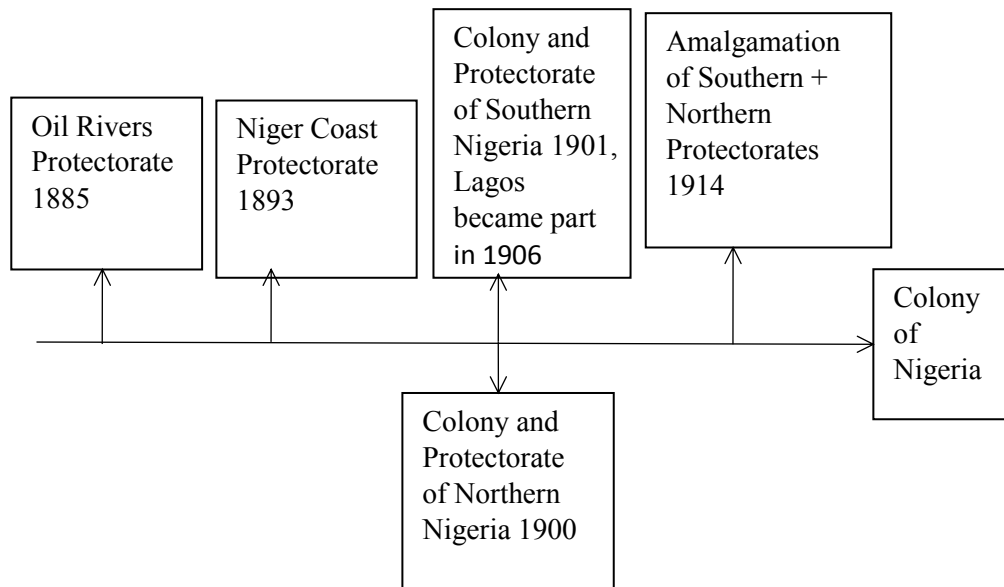 Oil Rivers
Protectorate
1885
Niger Coast
Protectorate
1893
Colony and
Protectorate
of Southern
Nigeria 1901,
Lagos
became part
in 1906
Amalgamation
of Southern +
Northern
Protectorates
1914
Colony
of
Nigeria
Colony and
Protectorate
of Northern
Nigeria 1900